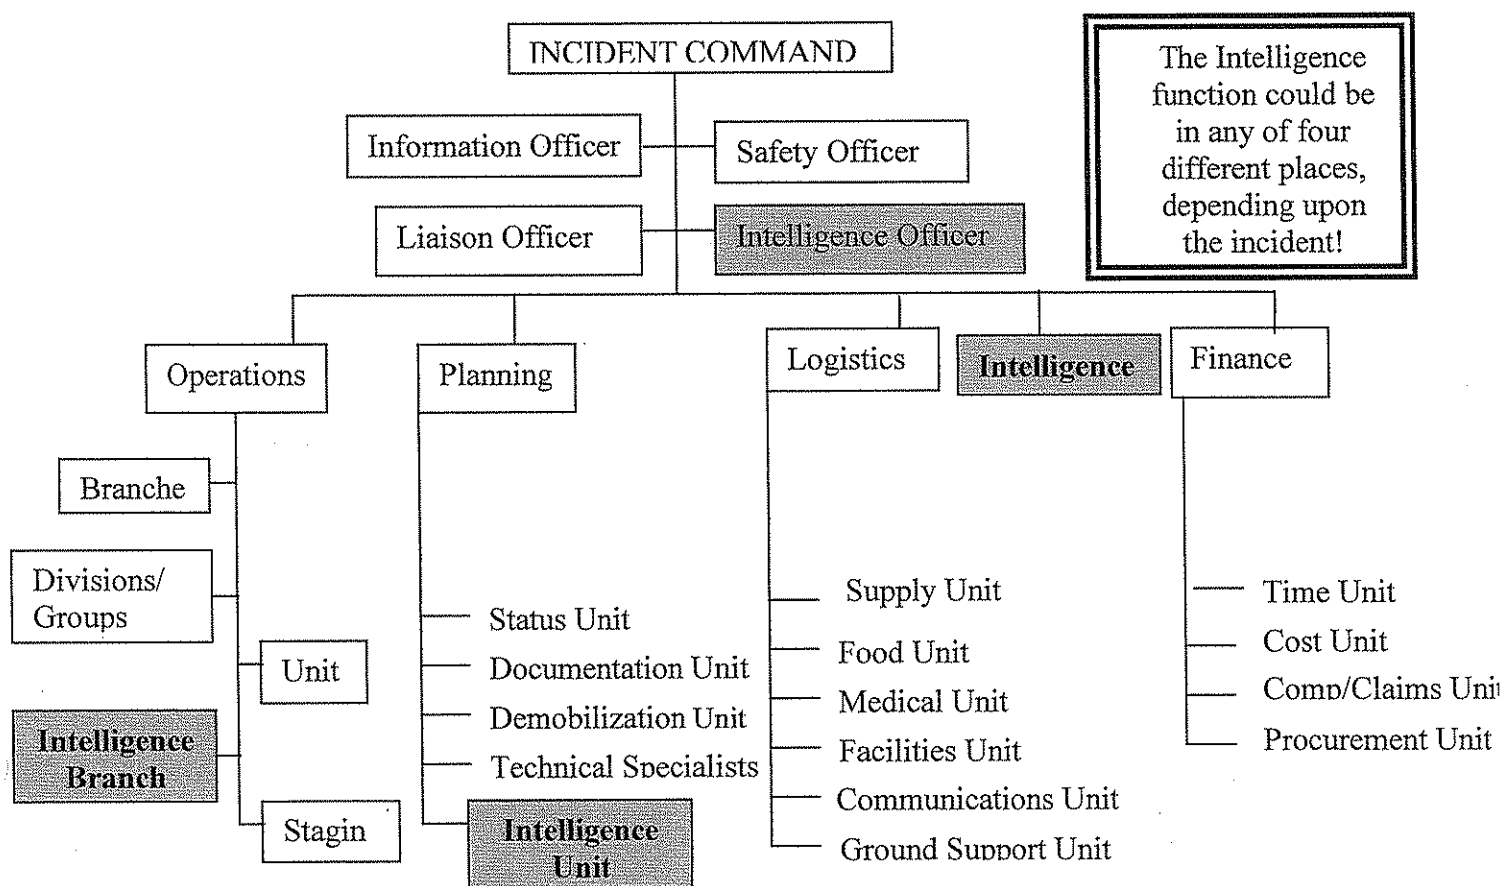 INCIDENT COMMAND
The Intelligence
function could be
in any of four
different places,
depending upon
the incident!
Information Officer
Safety Officer
Liaison Officer
Intelligence Officer
Operations
Planning
Logistics
Intelligence
Finance
Branche
Divisions/
Groups
Unit
Intelligence
Branch
Stagin
Status Unit
Documentation Unit
Demobilization Unit
Technical Specialists
Intelligence
Unit
Supply Unit
Food Unit
Medical Unit
Facilities Unit
Communications Unit
Ground Support Unit
Time Unit
Cost Unit
Comp/Claims Unit
Procurement Unit